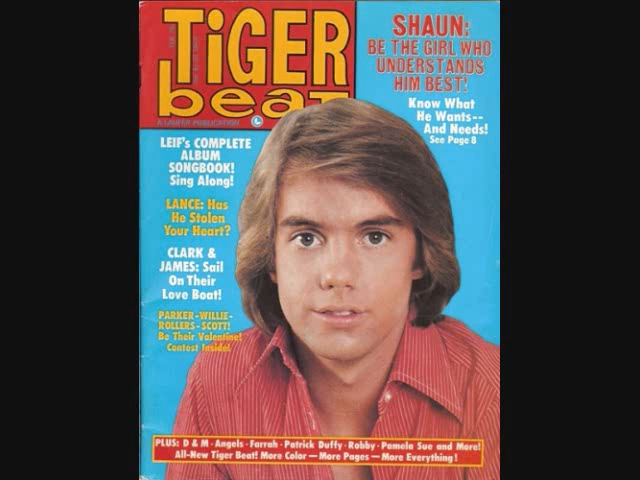 TiGER
beat
A LAUFER PUBLICATION
SHAUN:
BE THE GIRL WHO
UNDERSTANDS
HIM BEST!
Know What
He Wants--
And Needs!
See Page 8
LEIF's COMPLETE
ALBUM
SONGBOOK!
Sing Along!
LANCE: Has
He Stolen
Your Heart?
CLARK &
JAMES: Sail
On Their
Love Boat!
PARKER-WILLIE-
ROLLERS-SCOTT!
Be Their Valentine!
Contest Inside!
PLUS: D & M · Angels · Farrah · Patrick Duffy · Robby · Pamela Sue and More!
All-New Tiger Beat! More Color — More Pages — More Everything!